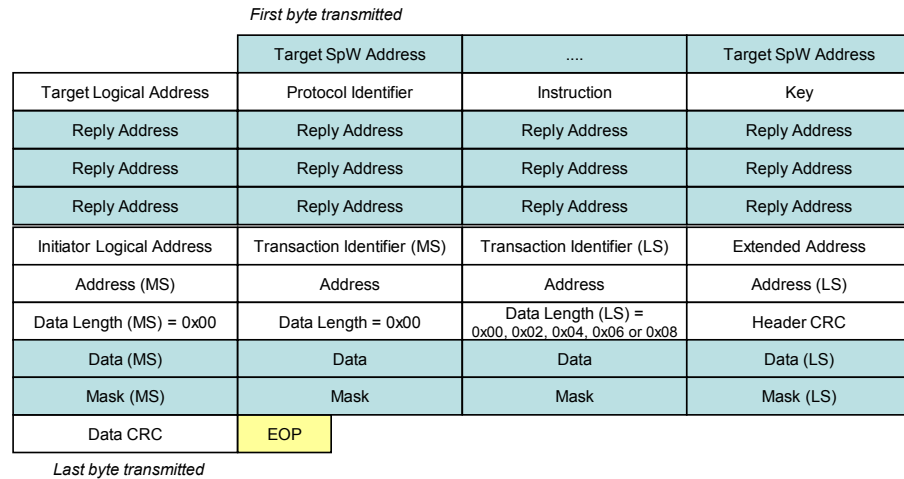 First byte transmitted
Target SpW Address .... Target SpW Address
Target Logical Address Protocol Identifier Instruction Key
Reply Address Reply Address Reply Address Reply Address
Reply Address Reply Address Reply Address Reply Address
Reply Address Reply Address Reply Address Reply Address
Initiator Logical Address Transaction Identifier (MS) Transaction Identifier (LS) Extended Address
Address (MS) Address Address Address (LS)
Data Length (MS) = 0x00 Data Length = 0x00 Data Length (LS) = 0x00, 0x02, 0x04, 0x06 or 0x08 Header CRC
Data (MS) Data Data Data (LS)
Mask (MS) Mask Mask Mask (LS)
Data CRC EOP
Last byte transmitted